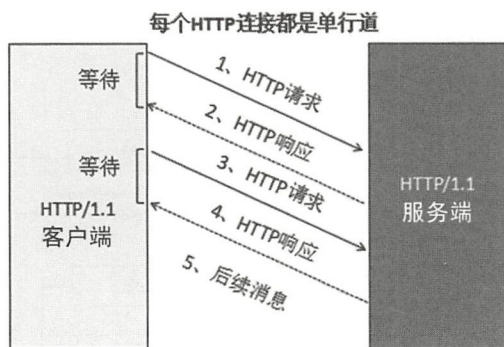 每个HTTP连接都是单行道
等待
1、HTTP请求
2、HTTP响应
等待
3、HTTP请求
HTTP/1.1
客户端
4、HTTP响应
HTTP/1.1
服务端
5、后续消息